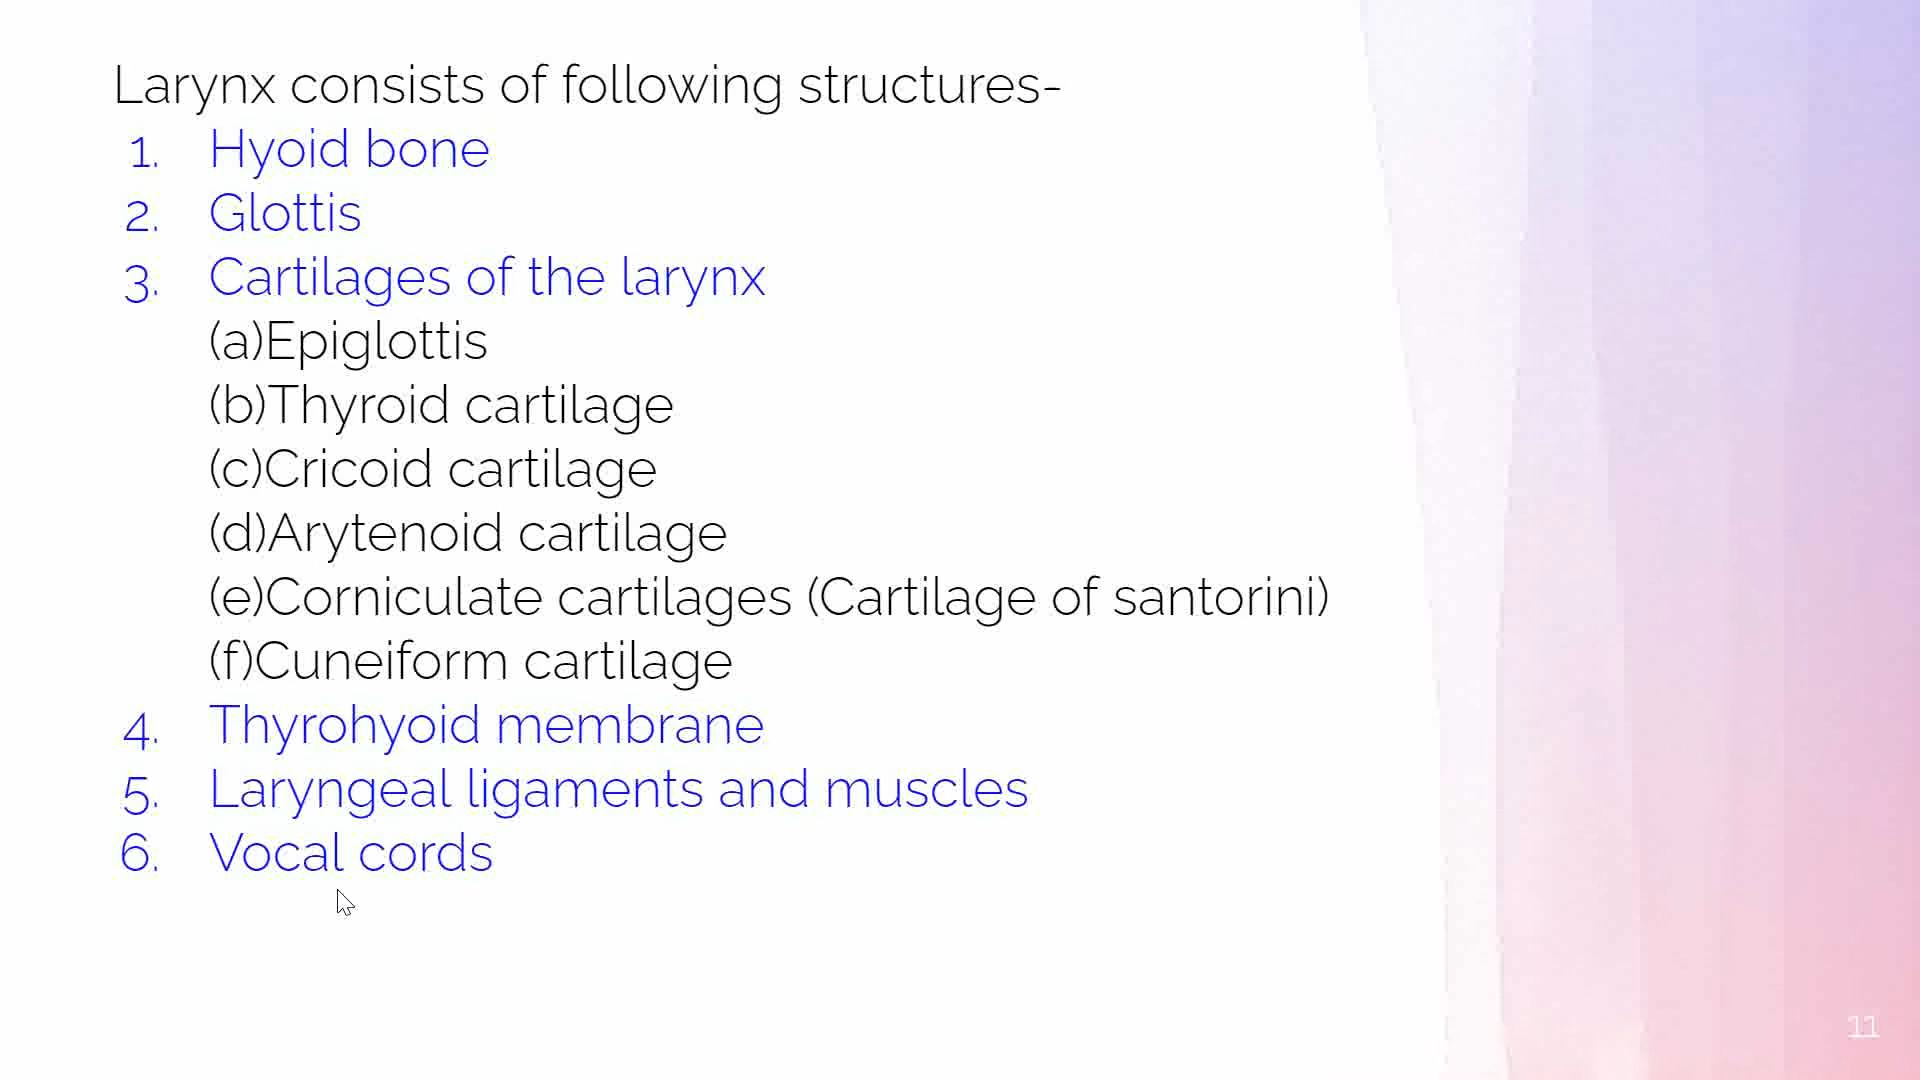 Larynx consists of following structures-
1. Hyoid bone
2. Glottis
3. Cartilages of the larynx
(a)Epiglottis
(b)Thyroid cartilage
(c)Cricoid cartilage
(d)Arytenoid cartilage
(e)Corniculate cartilages (Cartilage of santorini)
(f)Cuneiform cartilage
4. Thyrohyoid membrane
5. Laryngeal ligaments and muscles
6. Vocal cords
11